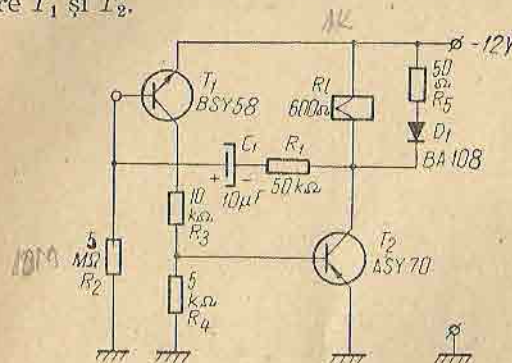 re T₁ și T₂.
1K
-12V
T₁
BSY58
Rl
600Ω
50
Ω
R₅
D₁
BA108
C₁
+ -
10μF
R₁
50kΩ
10
kΩ
R₃
5
MΩ
R₂
10M
T₂
ASY70
5
kΩ
R₄